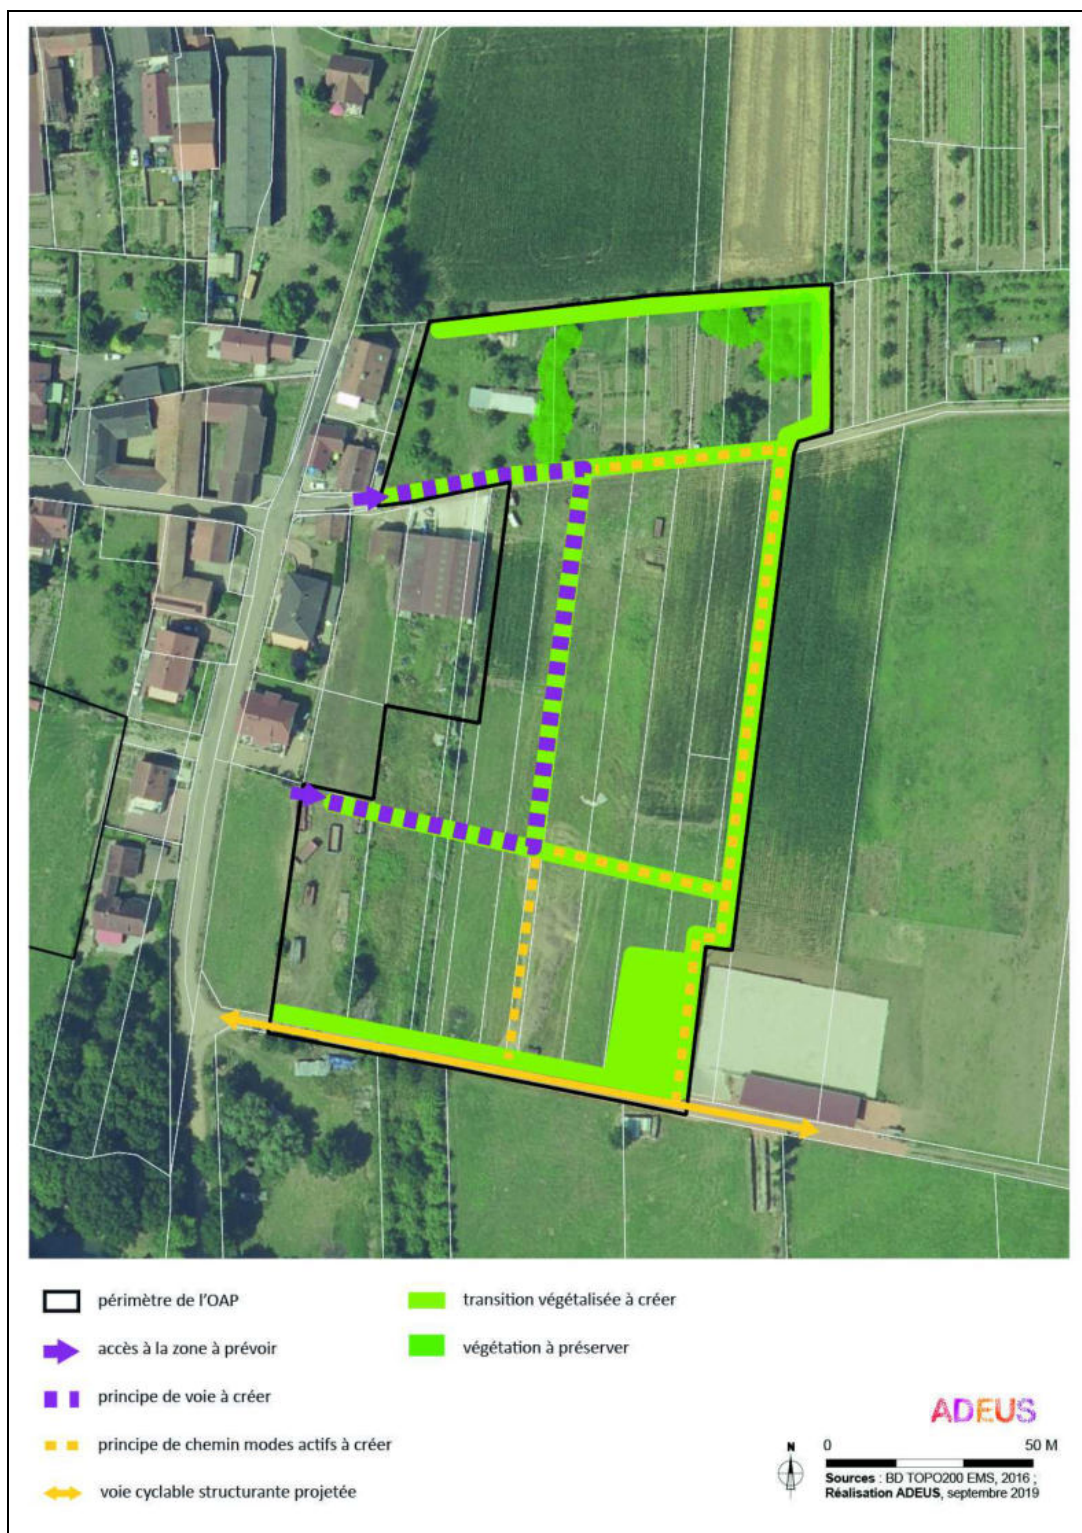 périmètre de l'OAP
accès à la zone à prévoir
principe de voie à créer
principe de chemin modes actifs à créer
voie cyclable structurante projetée
transition végétalisée à créer
végétation à préserver
ADEUS
N
0 50 M
Sources : BD TOPO200 EMS, 2016 ;
Réalisation ADEUS, septembre 2019